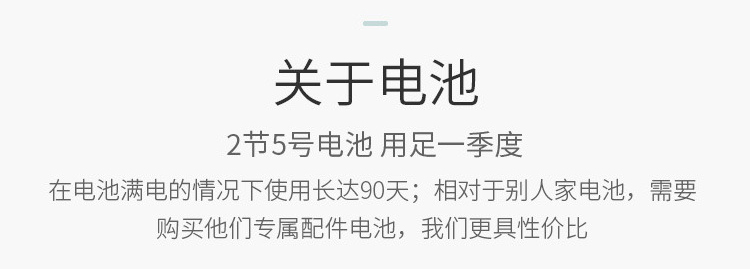 关于电池
2节5号电池 用足一季度
在电池满电的情况下使用长达90天；相对于别人家电池，需要
购买他们专属配件电池，我们更具性价比